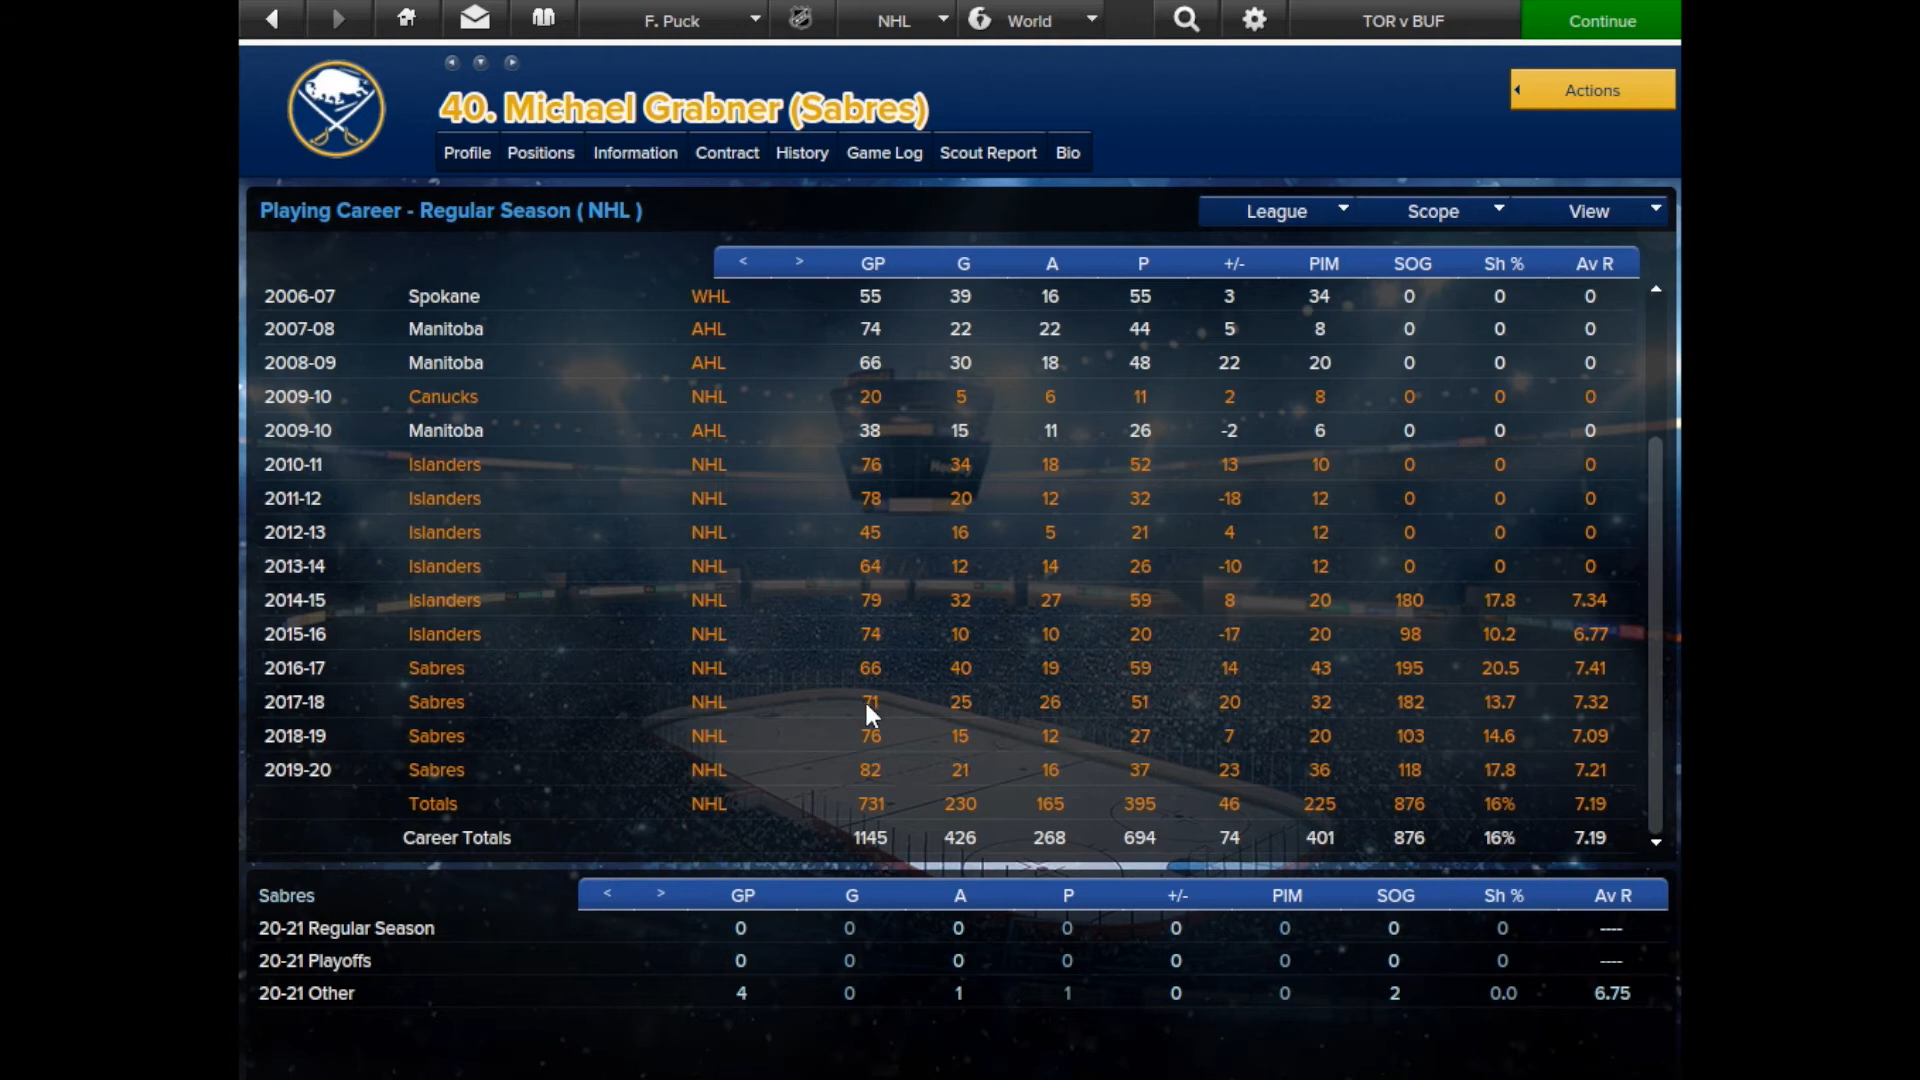 F. Puck NHL World TOR v BUF Continue
40. Michael Grabner (Sabres)
Actions
Profile Positions Information Contract History Game Log Scout Report Bio
Playing Career - Regular Season ( NHL ) League Scope View
< > GP G A P +/- PIM SOG Sh % Av R
2006-07 Spokane WHL 55 39 16 55 3 34 0 0 0
2007-08 Manitoba AHL 74 22 22 44 5 8 0 0 0
2008-09 Manitoba AHL 66 30 18 48 22 20 0 0 0
2009-10 Canucks NHL 20 5 6 11 2 8 0 0 0
2009-10 Manitoba AHL 38 15 11 26 -2 6 0 0 0
2010-11 Islanders NHL 76 34 18 52 13 10 0 0 0
2011-12 Islanders NHL 78 20 12 32 -18 12 0 0 0
2012-13 Islanders NHL 45 16 5 21 4 12 0 0 0
2013-14 Islanders NHL 64 12 14 26 -10 12 0 0 0
2014-15 Islanders NHL 79 32 27 59 8 20 180 17.8 7.34
2015-16 Islanders NHL 74 10 10 20 -17 20 98 10.2 6.77
2016-17 Sabres NHL 66 40 19 59 14 43 195 20.5 7.41
2017-18 Sabres NHL 71 25 26 51 20 32 182 13.7 7.32
2018-19 Sabres NHL 76 15 12 27 7 20 103 14.6 7.09
2019-20 Sabres NHL 82 21 16 37 23 36 118 17.8 7.21
Totals NHL 731 230 165 395 46 225 876 16% 7.19
Career Totals 1145 426 268 694 74 401 876 16% 7.19
Sabres < > GP G A P +/- PIM SOG Sh % Av R
20-21 Regular Season 0 0 0 0 0 0 0 0 ----
20-21 Playoffs 0 0 0 0 0 0 0 0 ----
20-21 Other 4 0 1 1 0 0 2 0.0 6.75